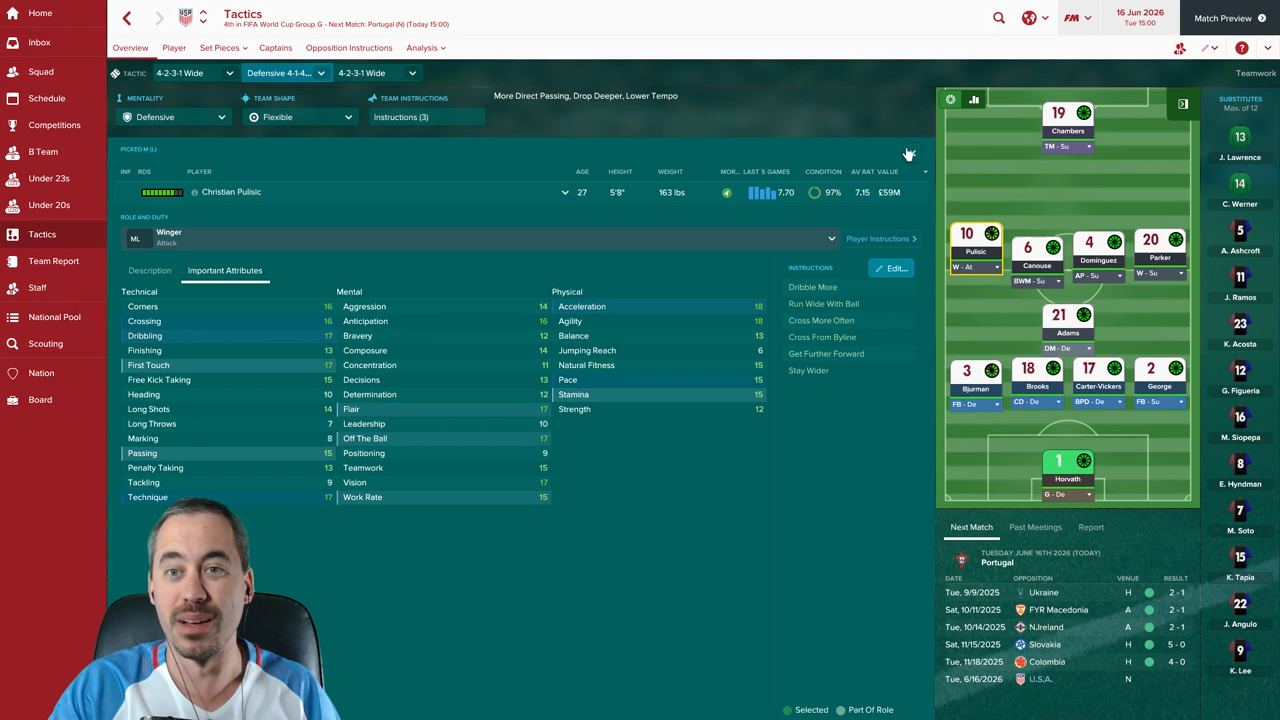 Home
Inbox
Squad
Schedule
Competitions
B Team
Under 23s
Under 20s
Tactics
Team Report
Staff
National Pool
Scouting
Nation
Board
USA
Tactics
4th in FIFA World Cup Group G - Next Match: Portugal (N) (Today 15:00)
FM
16 Jun 2026
Tue 15:00
Match Preview
Overview Player Set Pieces Captains Opposition Instructions Analysis
TACTIC 4-2-3-1 Wide Defensive 4-1-4... 4-2-3-1 Wide
Teamwork
MENTALITY TEAM SHAPE TEAM INSTRUCTIONS
More Direct Passing, Drop Deeper, Lower Tempo
Defensive Flexible Instructions (3)
PICKED M (L)
INF RDS PLAYER AGE HEIGHT WEIGHT MOR... LAST 5 GAMES CONDITION AV RAT VALUE
Christian Pulisic 27 5'8" 163 lbs 7.70 97% 7.15 £59M
ROLE AND DUTY
ML Winger
Attack
Player Instructions
Description Important Attributes
INSTRUCTIONS Edit...
Technical Mental Physical
Corners 16 Aggression 14 Acceleration 18
Crossing 16 Anticipation 16 Agility 18
Dribbling 17 Bravery 12 Balance 13
Finishing 13 Composure 14 Jumping Reach 6
First Touch 17 Concentration 11 Natural Fitness 15
Free Kick Taking 15 Decisions 13 Pace 15
Heading 10 Determination 12 Stamina 15
Long Shots 14 Flair 17 Strength 12
Long Throws 7 Leadership 10
Marking 8 Off The Ball 17
Passing 15 Positioning 9
Penalty Taking 13 Teamwork 15
Tackling 9 Vision 17
Technique 17 Work Rate 15
Dribble More
Run Wide With Ball
Cross More Often
Cross From Byline
Get Further Forward
Stay Wider
Selected Part Of Role
19
Chambers
TM - Su
10
Pulisic
W - At
6
Canouse
BWM - Su
4
Domínguez
AP - Su
20
Parker
W - Su
21
Adams
DM - De
3
Bjurman
FB - De
18
Brooks
CD - De
17
Carter-Vickers
BPD - De
2
George
FB - Su
1
Horvath
G - De
SUBSTITUTES
Max. of 12
13
J. Lawrence
14
C. Werner
5
A. Ashcroft
11
J. Ramos
23
K. Acosta
12
G. Figueria
16
M. Siopepa
8
E. Hyndman
7
M. Soto
15
K. Tapia
22
J. Angulo
9
K. Lee
Next Match Past Meetings Report
TUESDAY JUNE 16TH 2026 (TODAY)
Portugal
DATE OPPOSITION VENUE RESULT
Tue, 9/9/2025 Ukraine H 2 - 1
Sat, 10/11/2025 FYR Macedonia A 2 - 1
Tue, 10/14/2025 N.Ireland A 2 - 1
Sat, 11/15/2025 Slovakia H 5 - 0
Tue, 11/18/2025 Colombia H 4 - 0
Tue, 6/16/2026 U.S.A. N